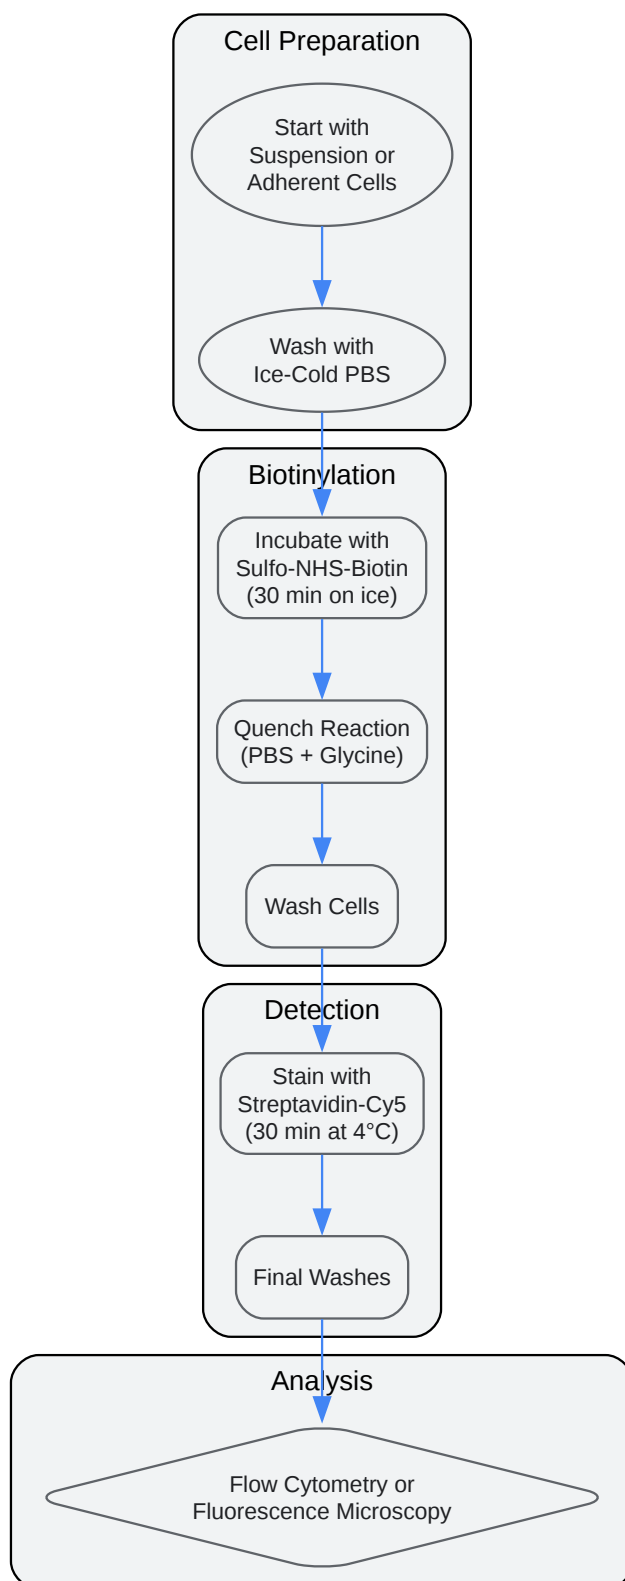 Cell Preparation
Start with
Suspension or
Adherent Cells
Wash with
Ice-Cold PBS
Biotinylation
Incubate with
Sulfo-NHS-Biotin
(30 min on ice)
Quench Reaction
(PBS + Glycine)
Wash Cells
Detection
Stain with
Streptavidin-Cy5
(30 min at 4°C)
Final Washes
Analysis
Flow Cytometry or
Fluorescence Microscopy